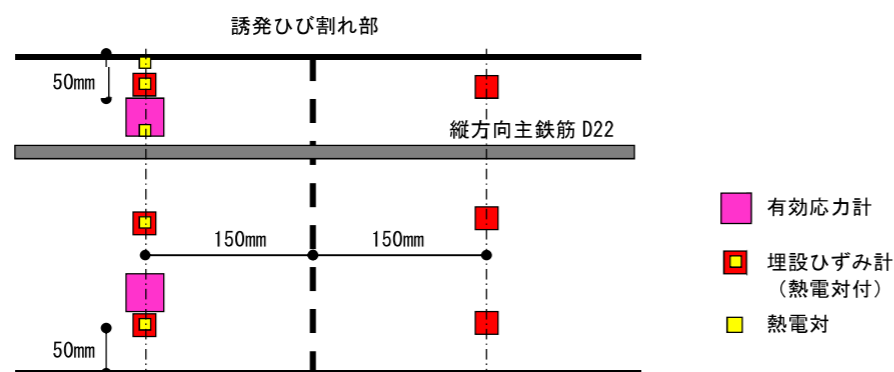 誘発ひび割れ部
50mm
縦方向主鉄筋 D22
150mm
150mm
50mm
有効応力計
埋設ひずみ計
（熱電対付）
熱電対